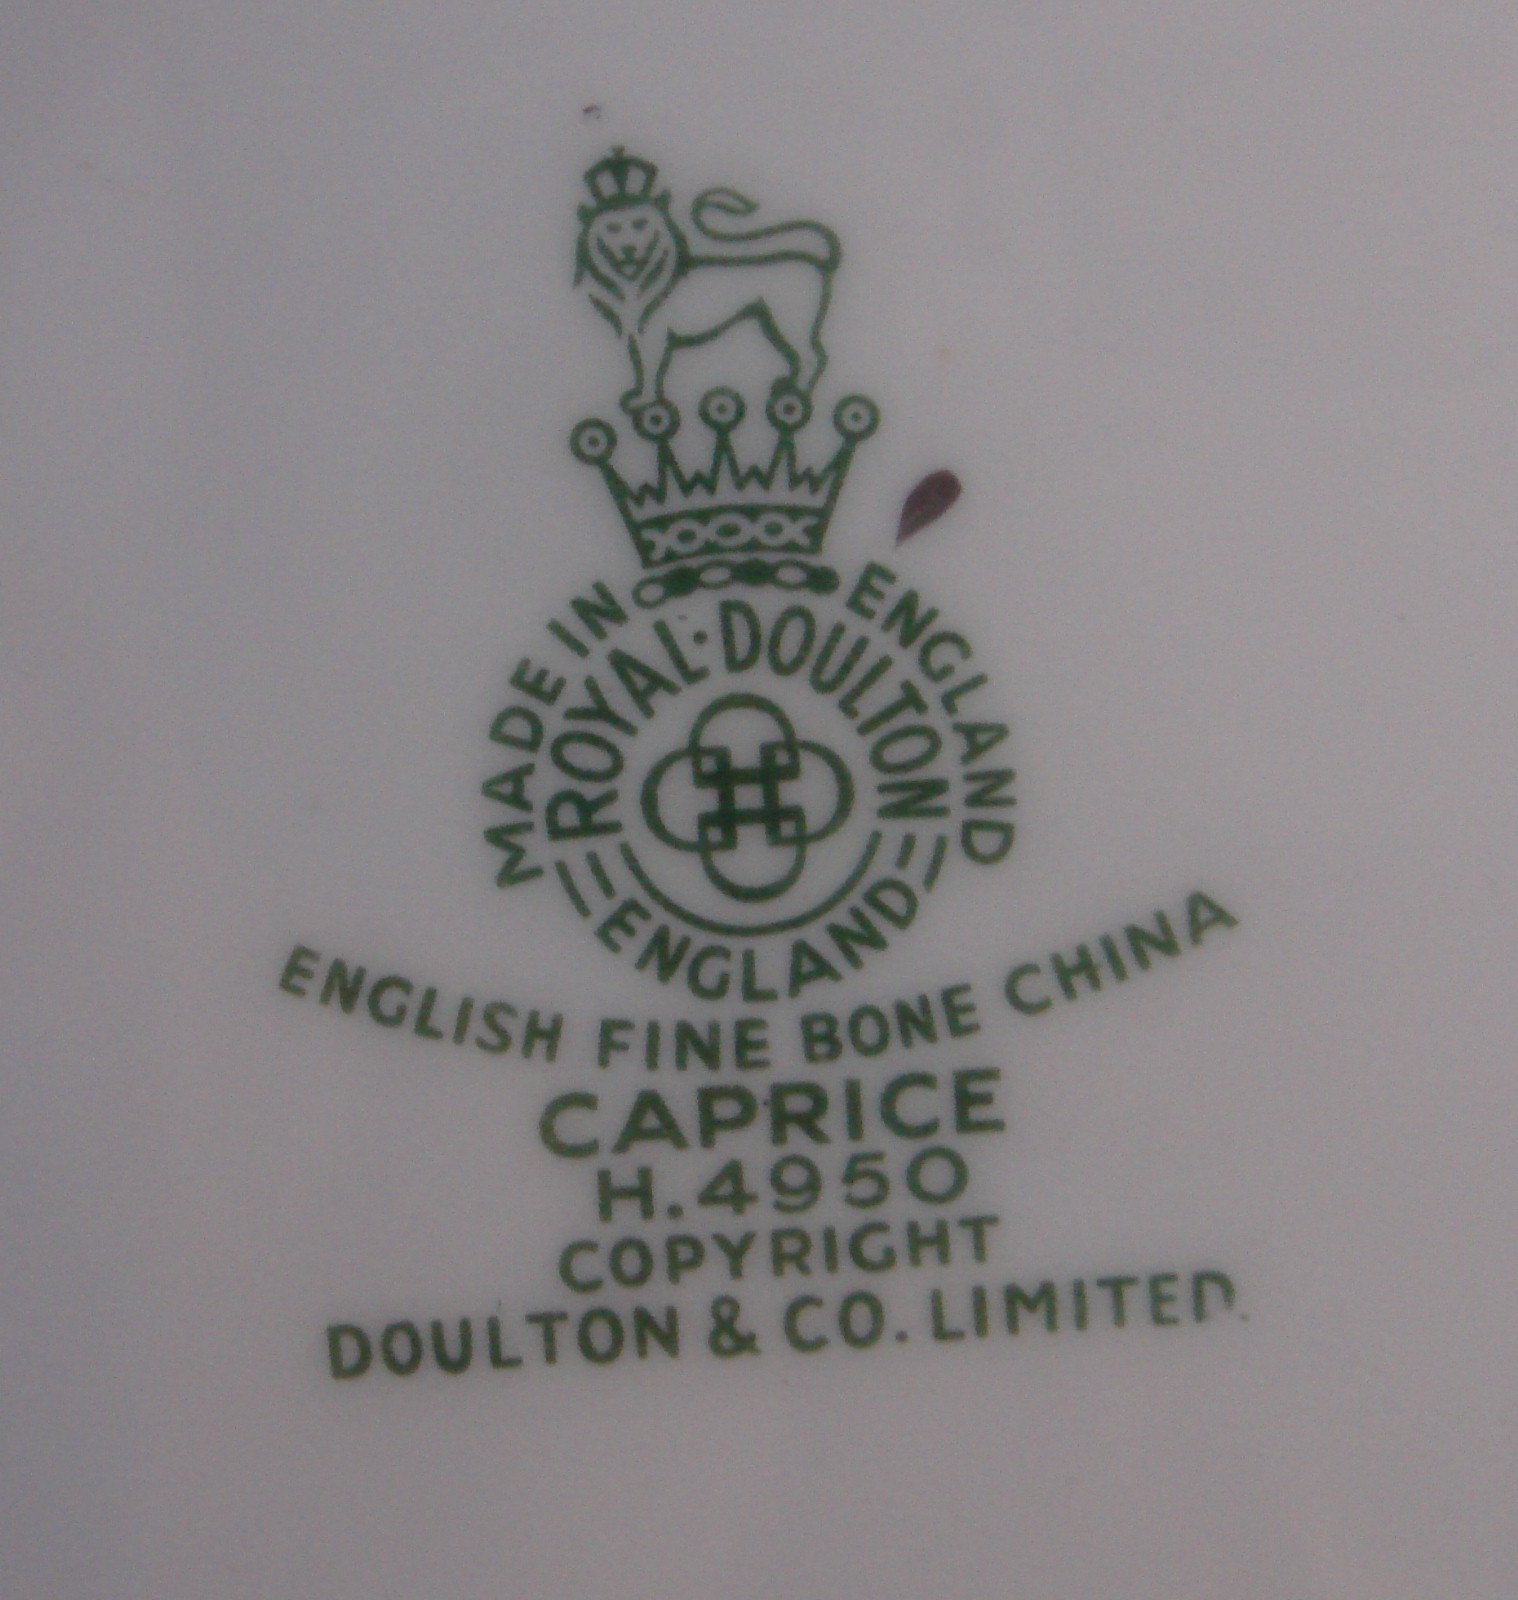 MADE IN ENGLAND
ROYAL·DOULTON
ENGLAND
ENGLISH FINE BONE CHINA
CAPRICE
H.4950
COPYRIGHT
DOULTON & CO. LIMITED.